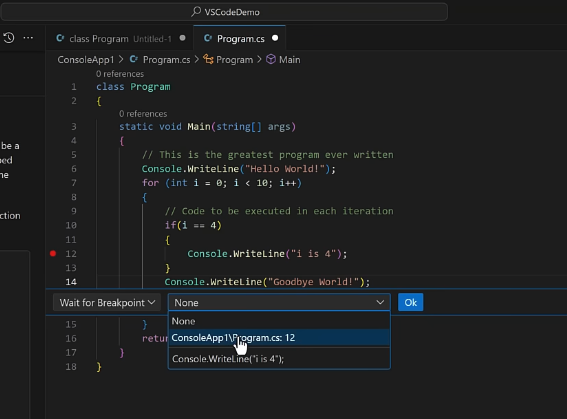 VSCodeDemo
class Program Untitled-1
Program.cs
ConsoleApp1 > Program.cs > Program > Main
0 references
1 class Program
2 {
0 references
3 static void Main(string[] args)
4 {
be a
5 // This is the greatest program ever written
6 Console.WriteLine("Hello World!");
7 for (int i = 0; i < 10; i++)
8 {
9 // Code to be executed in each iteration
ction
10 if(i == 4)
11 {
12 Console.WriteLine("i is 4");
13 }
14 Console.WriteLine("Goodbye World!");
Wait for Breakpoint
None
Ok
None
ConsoleApp1\Program.cs: 12
Console.WriteLine("i is 4");
15 }
16 retur
17 }
18 }